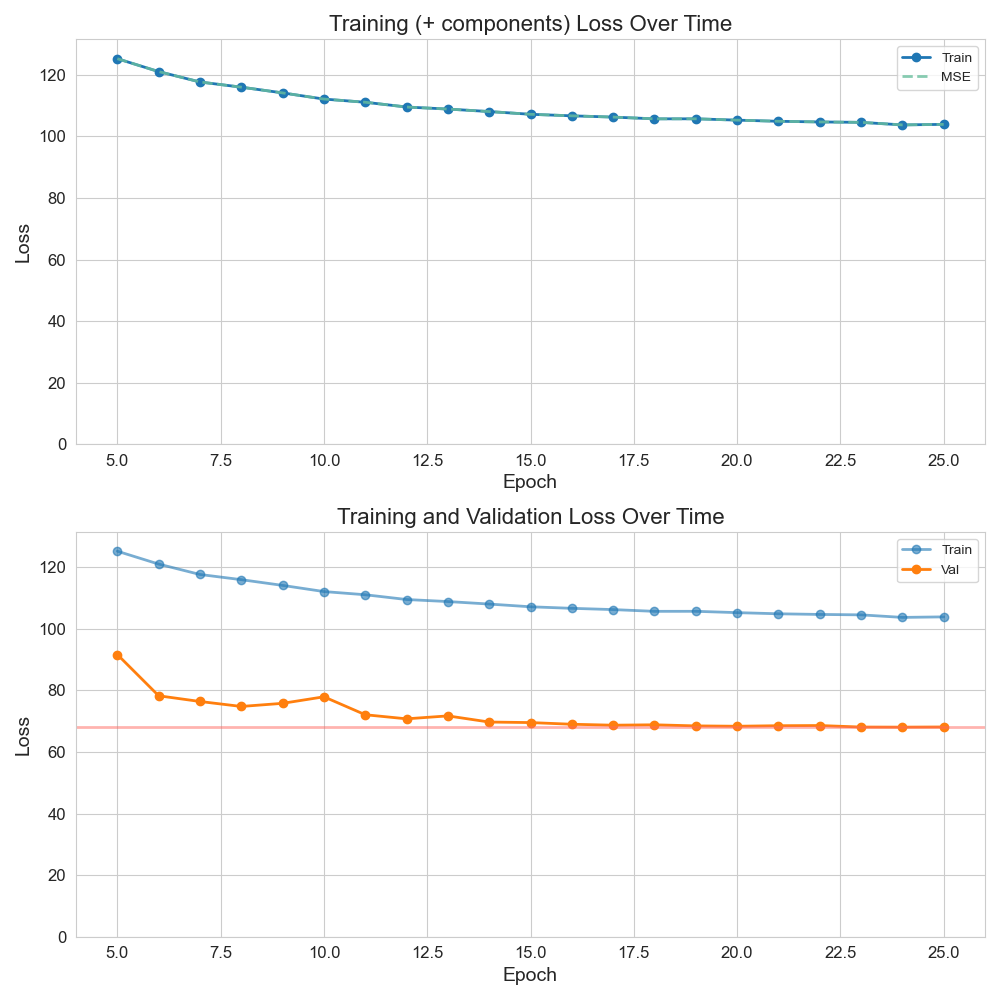 Training (+ components) Loss Over Time
Train
MSE
120
100
80
60
40
20
0
Loss
5.0 7.5 10.0 12.5 15.0 17.5 20.0 22.5 25.0
Epoch
Training and Validation Loss Over Time
Train
Val
120
100
80
60
40
20
0
Loss
5.0 7.5 10.0 12.5 15.0 17.5 20.0 22.5 25.0
Epoch